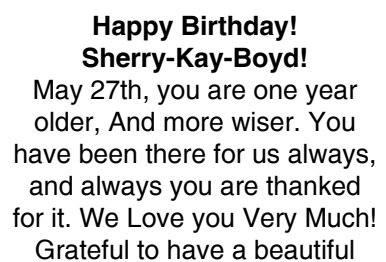 Happy Birthday!
Sherry-Kay-Boyd!
May 27th, you are one year
older, And more wiser. You
have been there for us always,
and always you are thanked
for it. We Love you Very Much!
Grateful to have a beautiful